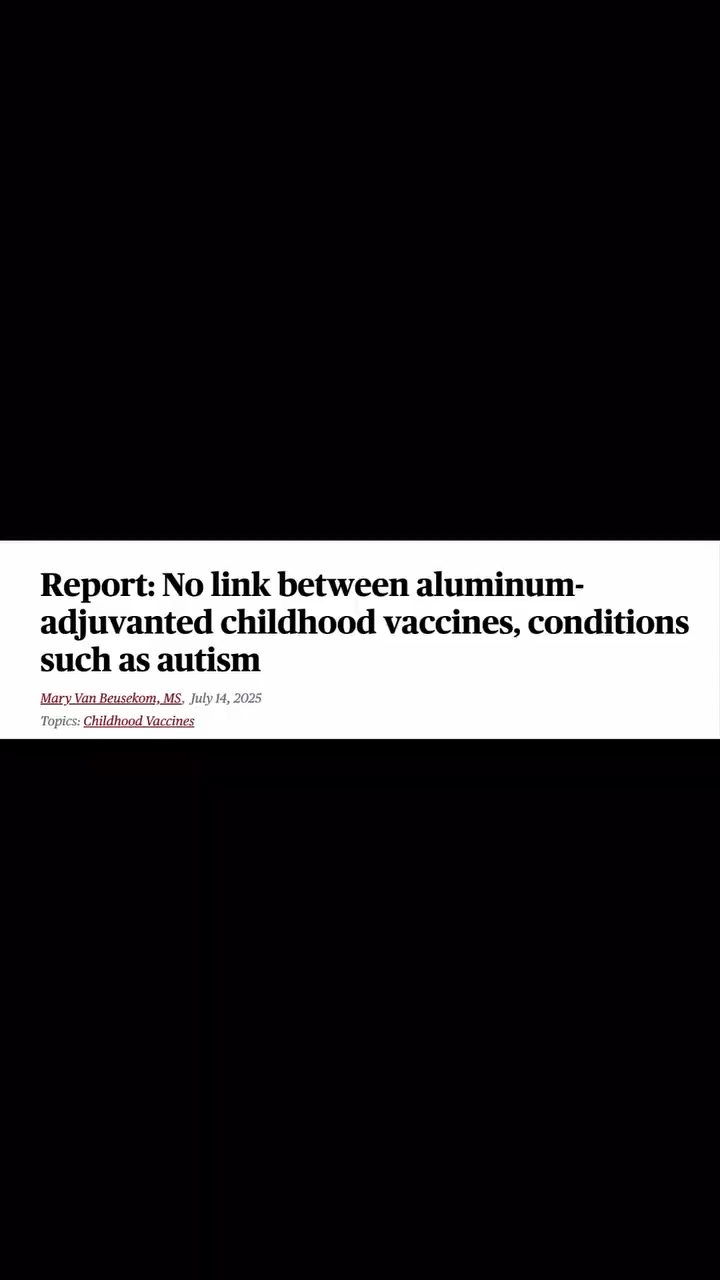 Report: No link between aluminum-
adjuvanted childhood vaccines, conditions
such as autism
Mary Van Beusekom, MS, July 14, 2025
Topics: Childhood Vaccines